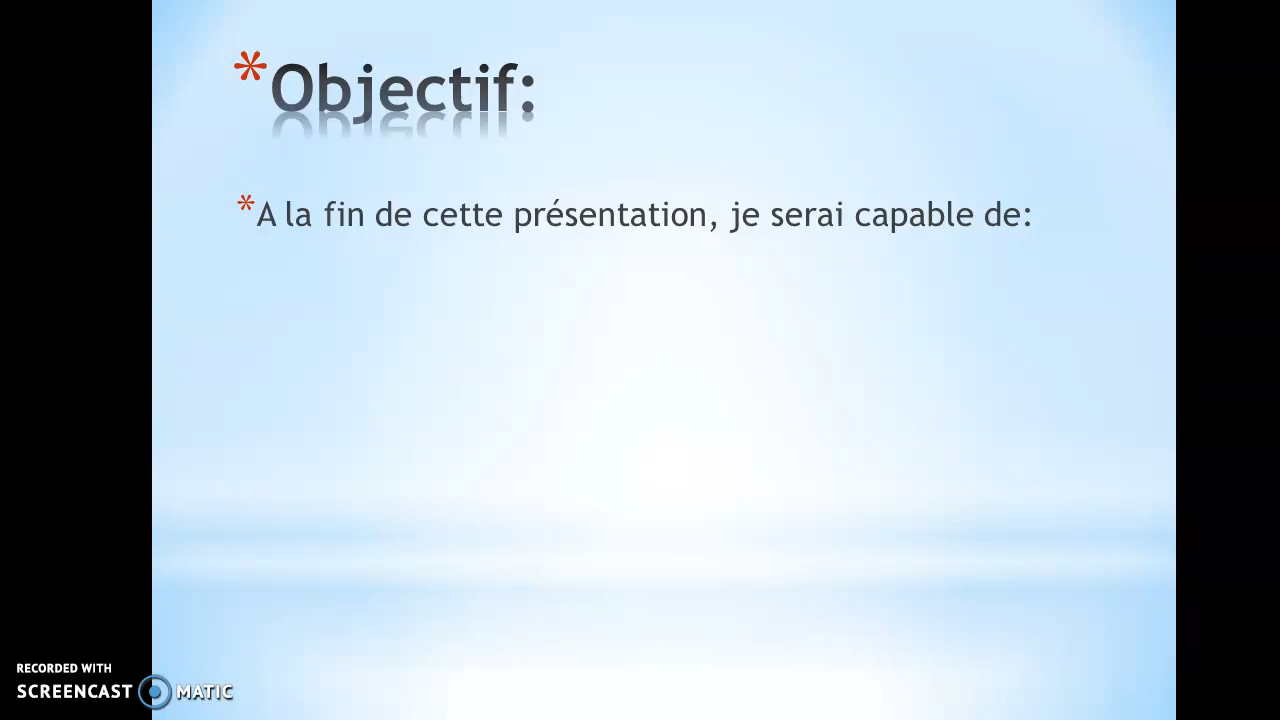 *Objectif:
*A la fin de cette présentation, je serai capable de:
RECORDED WITH
SCREENCAST MATIC